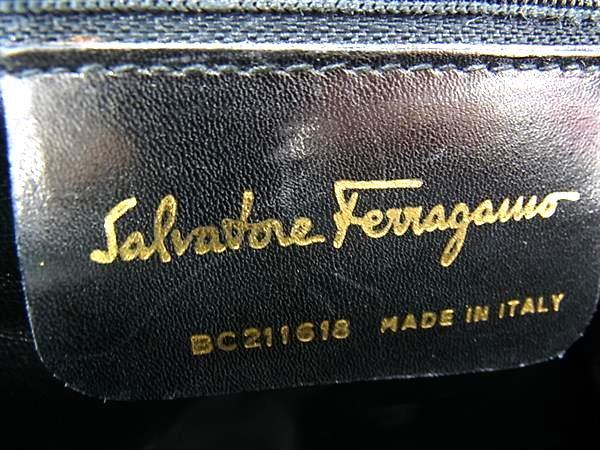 Salvatore Ferragamo
BC211618 MADE IN ITALY